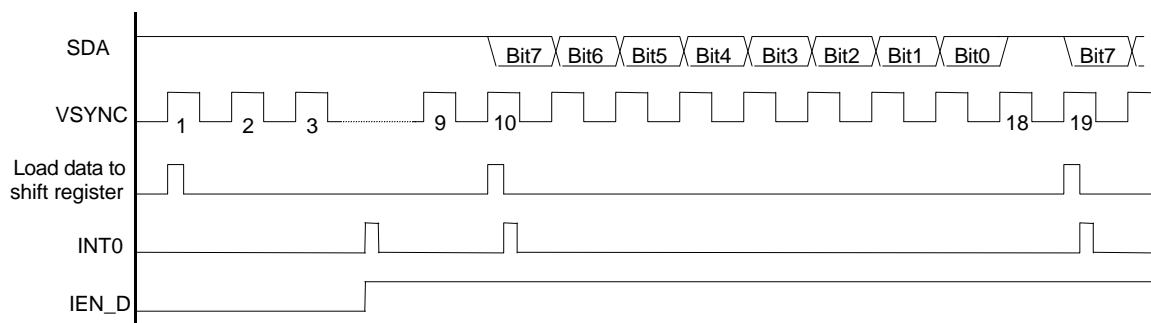 SDA
Bit7 Bit6 Bit5 Bit4 Bit3 Bit2 Bit1 Bit0 Bit7
VSYNC
1 2 3 9 10 18 19
Load data to
shift register
INT0
IEN_D